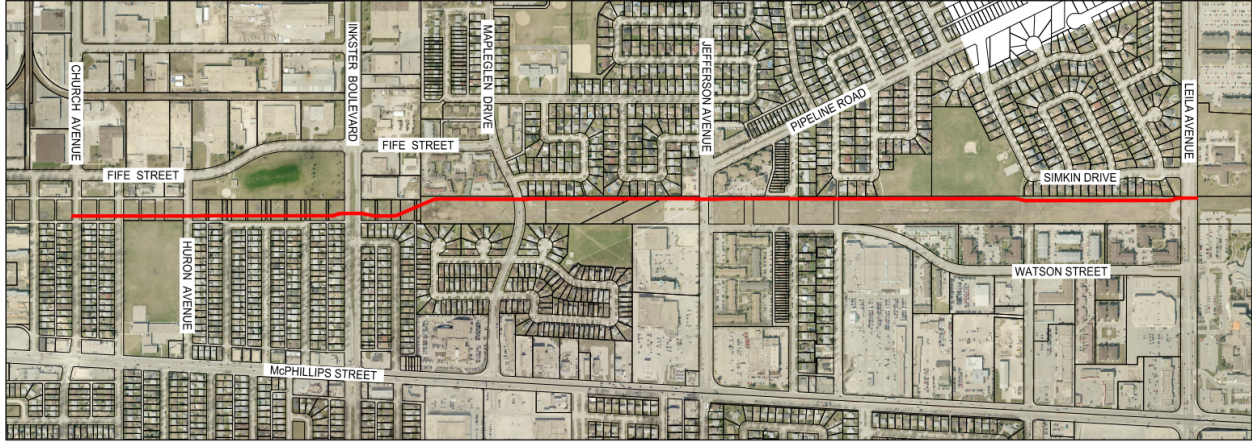 CHURCH AVENUE
INKSTER BOULEVARD
MAPLEGLEN DRIVE
JEFFERSON AVENUE
PIPELINE ROAD
LEILA AVENUE
FIFE STREET
FIFE STREET
SIMKIN DRIVE
HURON AVENUE
WATSON STREET
McPHILLIPS STREET